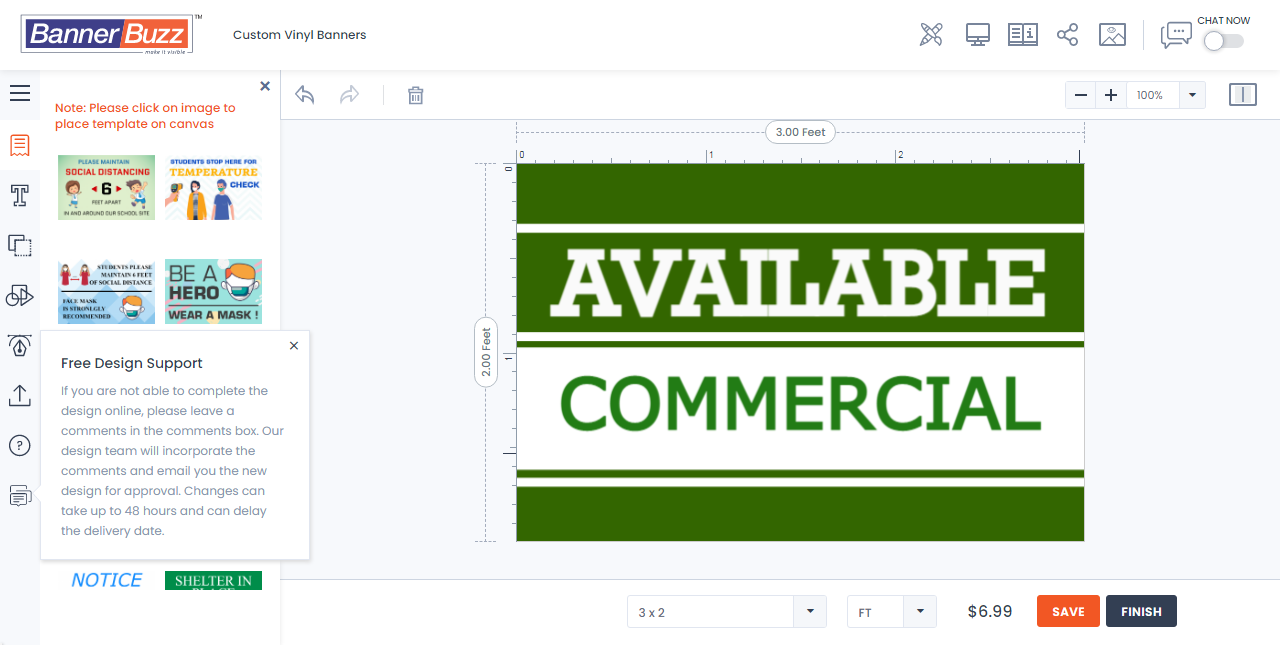 BannerBuzz™
make it visible
Custom Vinyl Banners
CHAT NOW
Note: Please click on image to
place template on canvas
100%
PLEASE MAINTAIN
SOCIAL DISTANCING
6
FEET APART
IN AND AROUND OUR SCHOOL SITE
STUDENTS STOP HERE FOR
TEMPERATURE
CHECK
STUDENTS PLEASE
MAINTAIN 6 FEET
OF SOCIAL DISTANCE
FACE MASK
IS STRONLGLY
RECOMMENDED
BE A
HERO
WEAR A MASK !
Free Design Support
If you are not able to complete the
design online, please leave a
comments in the comments box. Our
design team will incorporate the
comments and email you the new
design for approval. Changes can
take up to 48 hours and can delay
the delivery date.
NOTICE
SHELTER IN
PLACE
3.00 Feet
0
1
2
0
1
2.00 Feet
AVAILABLE
COMMERCIAL
3 x 2
FT
$6.99
SAVE
FINISH